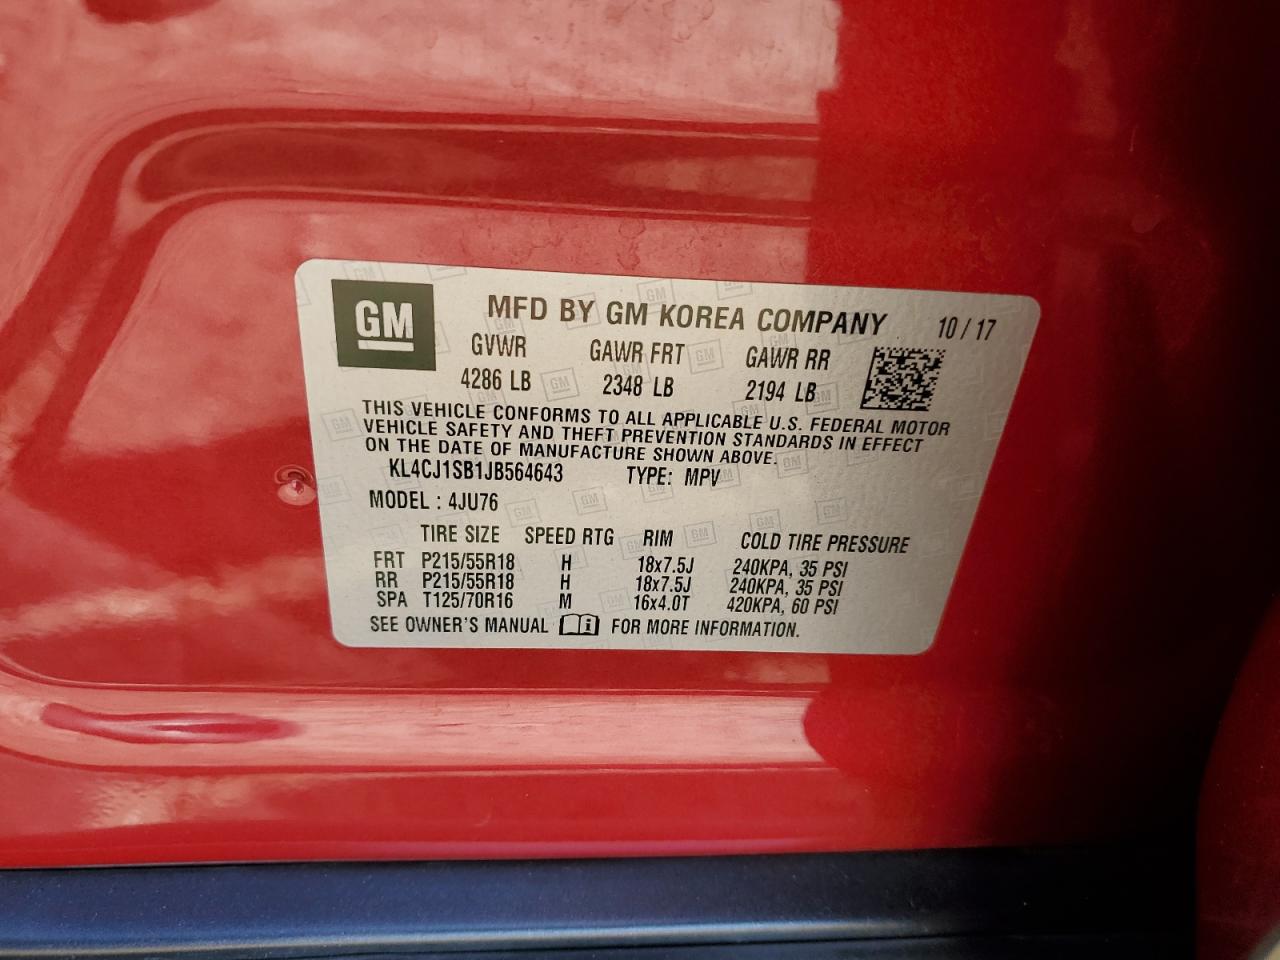 GM
MFD BY GM KOREA COMPANY 10 / 17
GVWR GAWR FRT GAWR RR
4286 LB 2348 LB 2194 LB
THIS VEHICLE CONFORMS TO ALL APPLICABLE U.S. FEDERAL MOTOR
VEHICLE SAFETY AND THEFT PREVENTION STANDARDS IN EFFECT
ON THE DATE OF MANUFACTURE SHOWN ABOVE.
KL4CJ1SB1JB564643 TYPE: MPV
MODEL : 4JU76
TIRE SIZE SPEED RTG RIM COLD TIRE PRESSURE
FRT P215/55R18 H 18x7.5J 240KPA, 35 PSI
RR P215/55R18 H 18x7.5J 240KPA, 35 PSI
SPA T125/70R16 M 16x4.0T 420KPA, 60 PSI
SEE OWNER'S MANUAL i FOR MORE INFORMATION.